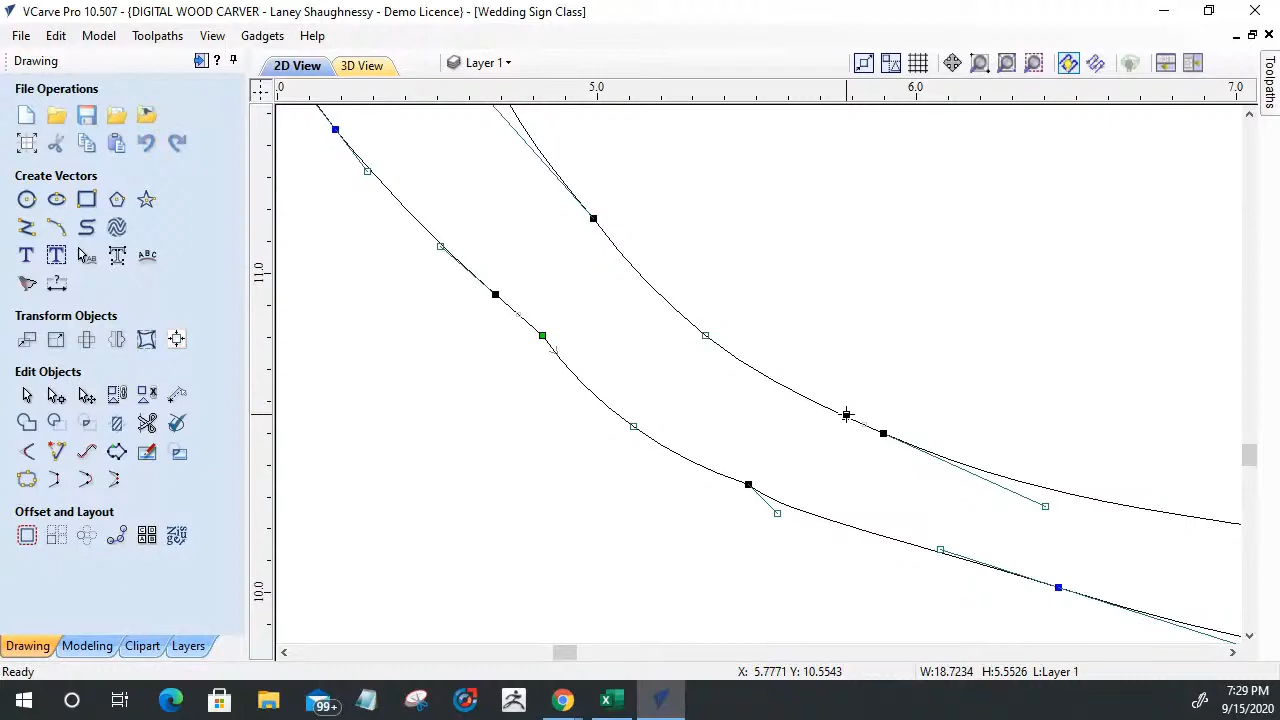 VCarve Pro 10.507 - {DIGITAL WOOD CARVER - Laney Shaughnessy - Demo Licence} - [Wedding Sign Class]
File Edit Model Toolpaths View Gadgets Help
Drawing
2D View 3D View Layer 1
File Operations
Create Vectors
Transform Objects
Edit Objects
Offset and Layout
.0 5.0 6.0 7.0
11.0
10.0
Toolpaths
Drawing Modeling Clipart Layers
Ready X: 5.7771 Y: 10.5543 W:18.7234 H:5.5526 L:Layer 1
99+
7:29 PM
9/15/2020